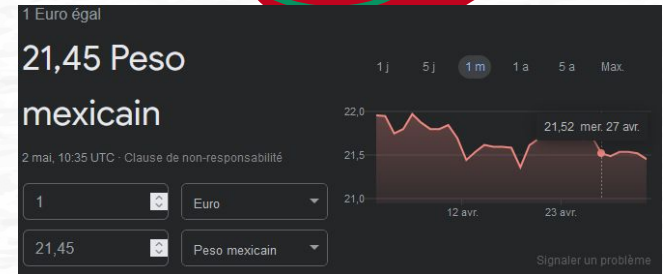 1 Euro égal
21,45 Peso
mexicain
2 mai, 10:35 UTC · Clause de non-responsabilité
1 Euro
21,45 Peso mexicain
1 j 5 j 1 m 1 a 5 a Max.
22,0
21,5
21,0
21,52 mer. 27 avr.
12 avr. 23 avr.
Signaler un problème